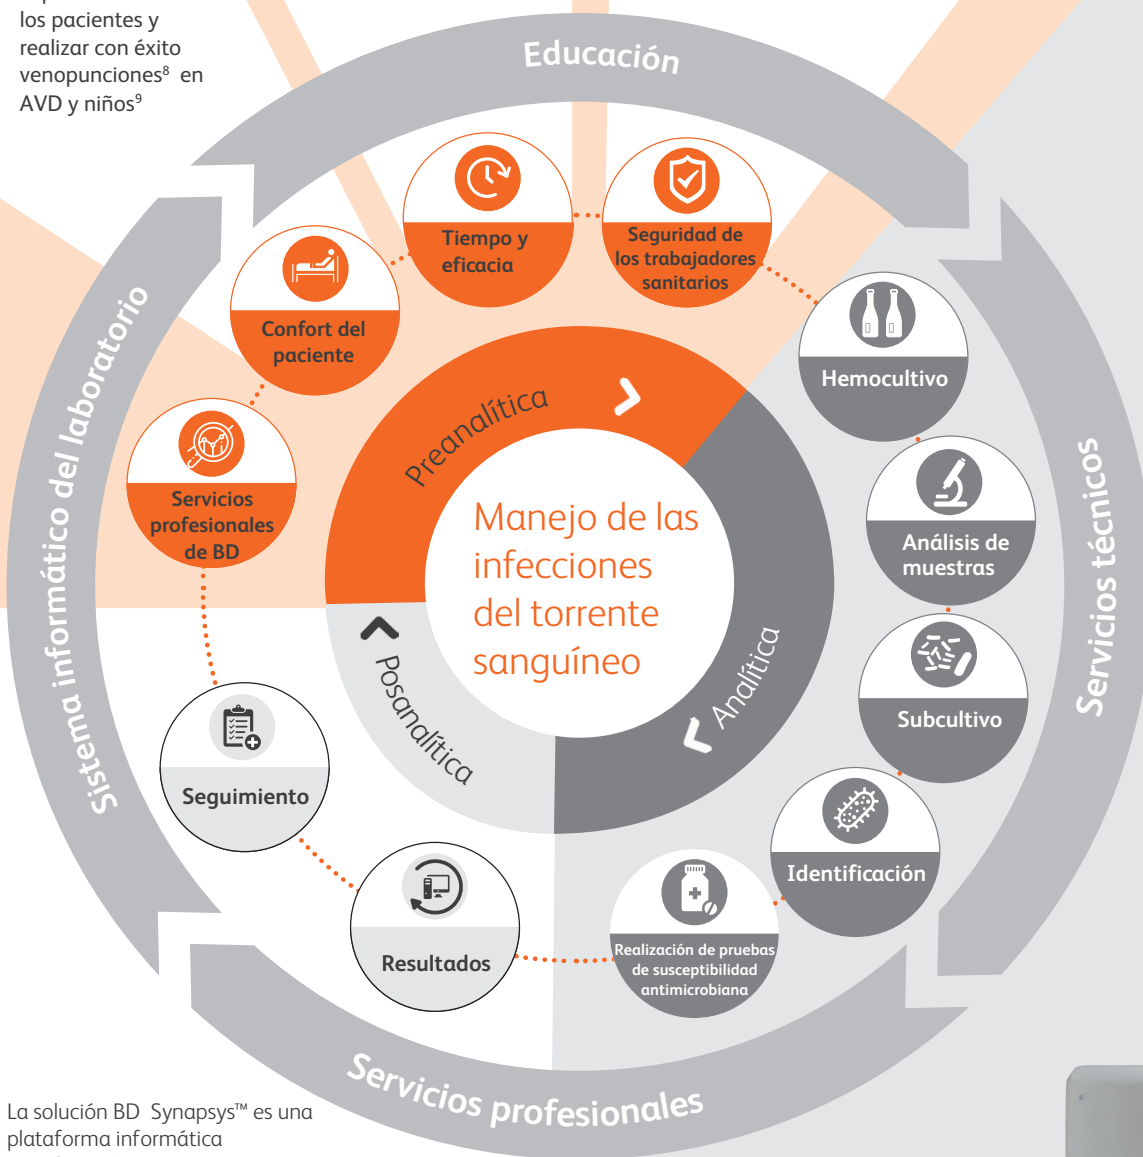 los pacientes y
realizar con éxito
venopunciones⁸ en
AVD y niños⁹
Educación
Tiempo y
eficacia
Seguridad de
los trabajadores
sanitarios
Confort del
paciente
Hemocultivo
Servicios
profesionales
de BD
Análisis de
muestras
Subcultivo
Identificación
Realización de pruebas
de susceptibilidad
antimicrobiana
Resultados
Seguimiento
Preanalítica
Analítica
Posanalítica
Manejo de las
infecciones
del torrente
sanguíneo
Sistema informático del laboratorio
Servicios técnicos
Servicios profesionales
La solución BD Synapsys™ es una
plataforma informática